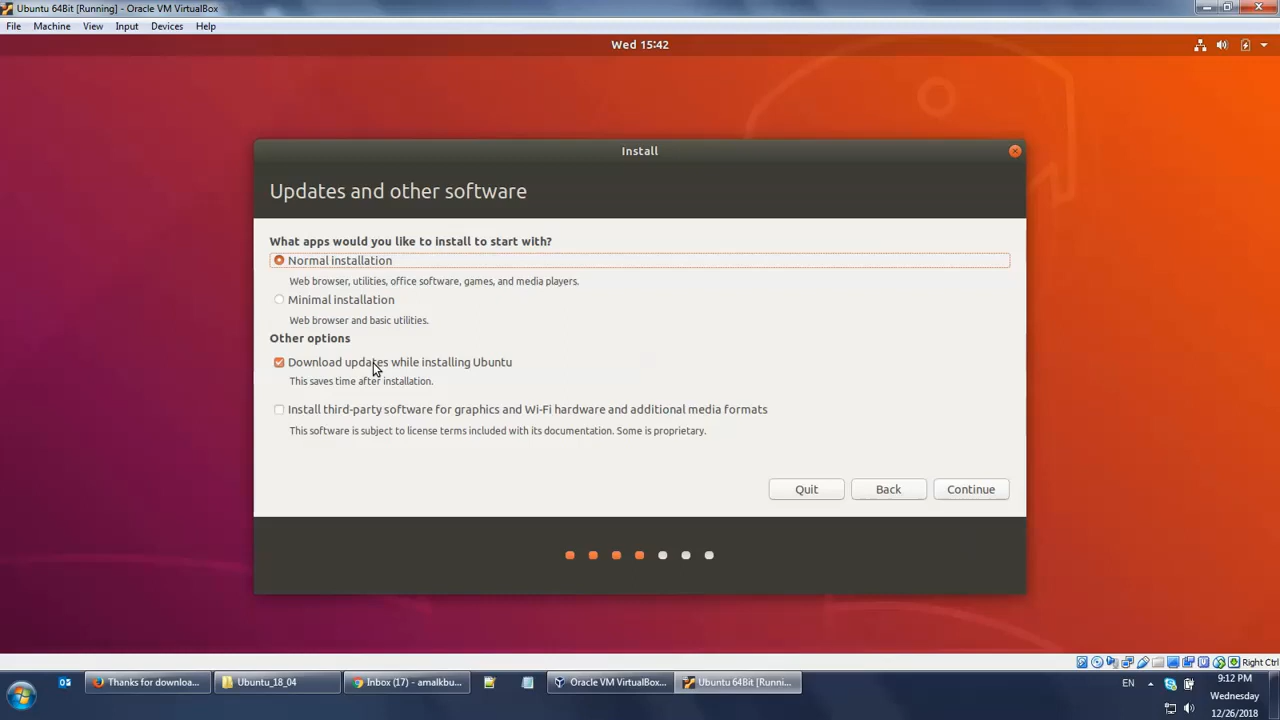 Ubuntu 64Bit [Running] - Oracle VM VirtualBox
File Machine View Input Devices Help
Wed 15:42
Install
Updates and other software
What apps would you like to install to start with?
Normal installation
Web browser, utilities, office software, games, and media players.
Minimal installation
Web browser and basic utilities.
Other options
Download updates while installing Ubuntu
This saves time after installation.
Install third-party software for graphics and Wi-Fi hardware and additional media formats
This software is subject to license terms included with its documentation. Some is proprietary.
Quit Back Continue
Right Ctrl
Thanks for downloa... Ubuntu_18_04 Inbox (17) - amalkbu... Oracle VM VirtualBox... Ubuntu 64Bit [Runni... EN
9:12 PM
Wednesday
12/26/2018